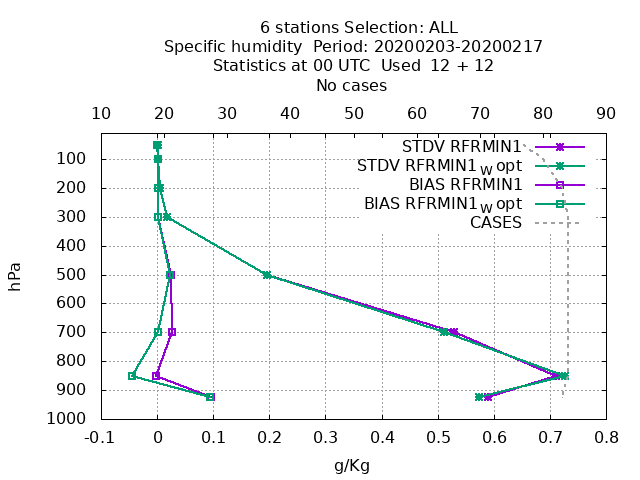 6 stations Selection: ALL
Specific humidity  Period: 20200203-20200217
Statistics at 00 UTC  Used  12 + 12
No cases
10 20 30 40 50 60 70 80 90
STDV RFRMIN1
STDV RFRMIN1W opt
BIAS RFRMIN1
BIAS RFRMIN1W opt
CASES
100
200
300
400
500
600
700
800
900
1000
hPa
-0.1 0 0.1 0.2 0.3 0.4 0.5 0.6 0.7 0.8
g/Kg